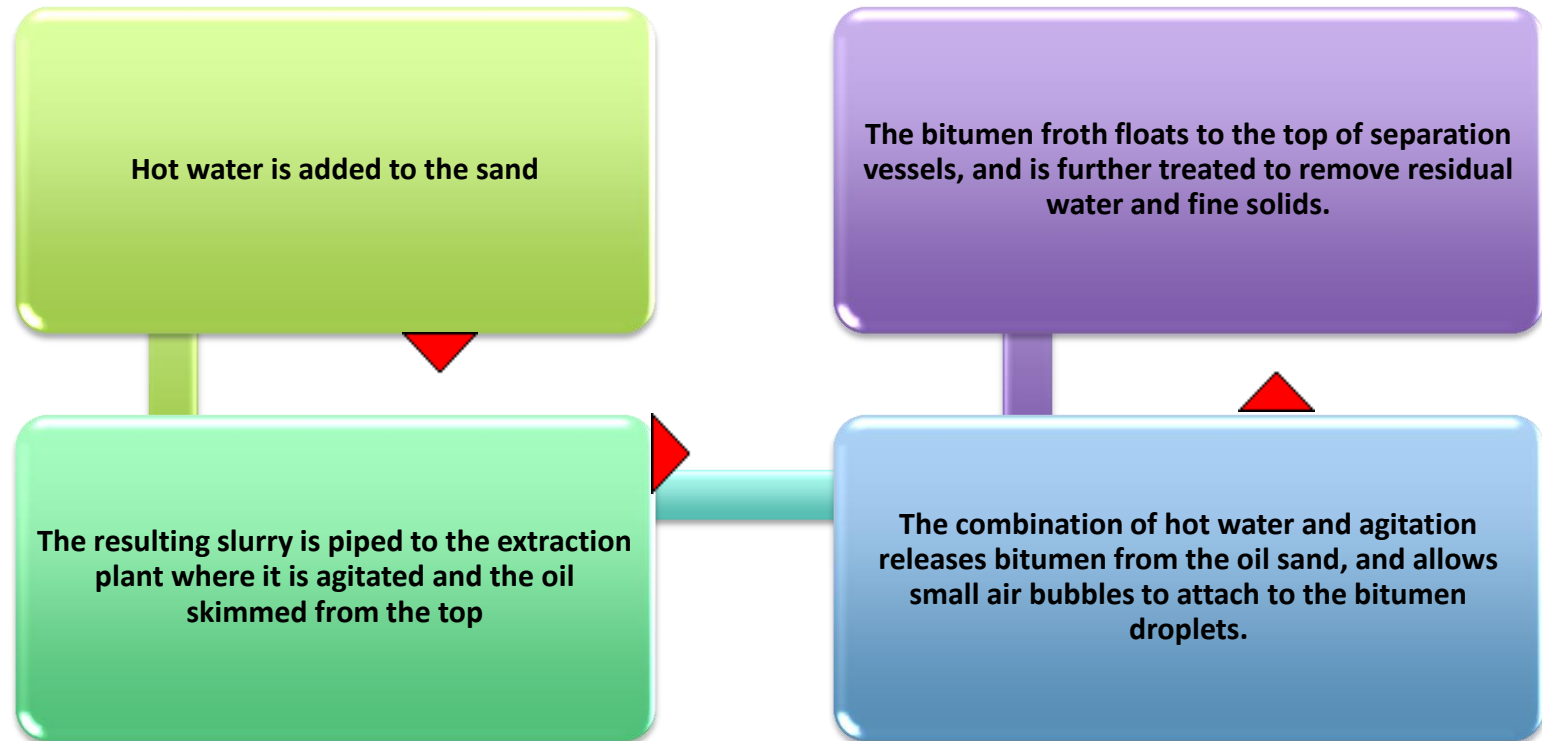 Hot water is added to the sand
The resulting slurry is piped to the extraction
plant where it is agitated and the oil
skimmed from the top
The combination of hot water and agitation
releases bitumen from the oil sand, and allows
small air bubbles to attach to the bitumen
droplets.
The bitumen froth floats to the top of separation
vessels, and is further treated to remove residual
water and fine solids.